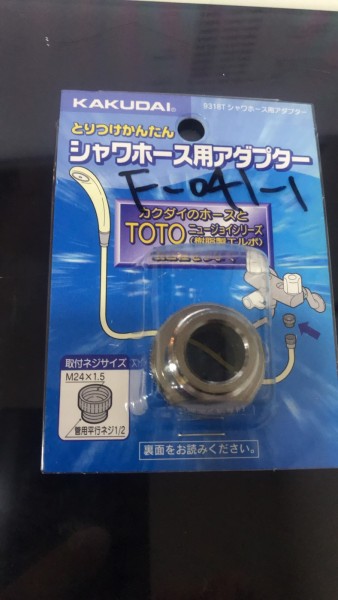 KAKUDAI®
9318T シャワホース用アダプター
とりつけかんたん
シャワホース用アダプター
F-041-1
カクダイのホースと
TOTO ニュージョイシリーズ
(樹脂製エルボ)
取付ネジサイズ
M24×1.5
管用平行ネジ1/2
裏面をお読みください。